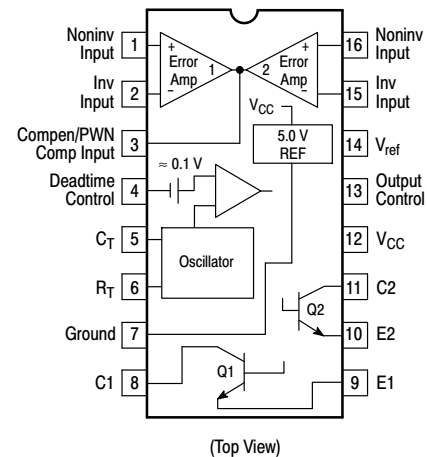 Noninv
Input
1
+
Error
Amp
1
2
+
Error
Amp
16
Noninv
Input
Inv
Input
2
–
–
15
Inv
Input
VCC
5.0 V
REF
Compen/PWN
Comp Input
3
14
Vref
≈ 0.1 V
Deadtime
Control
4
13
Output
Control
CT
5
Oscillator
12
VCC
RT
6
11
C2
Q2
Ground
7
10
E2
C1
8
Q1
9
E1
(Top View)